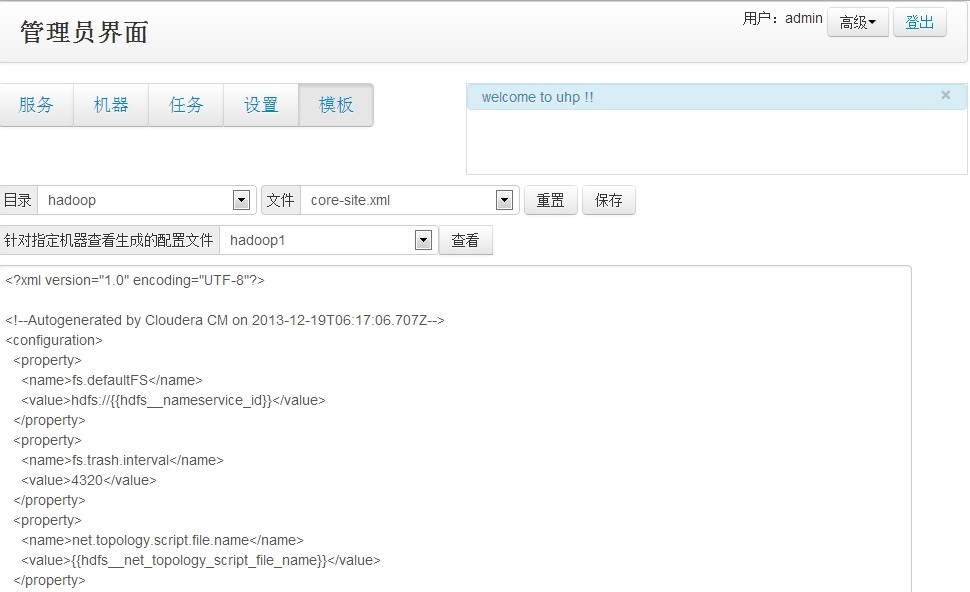 管理员界面
用户：admin 高级 登出
服务 机器 任务 设置 模板
welcome to uhp !! ×
目录 hadoop 文件 core-site.xml 重置 保存
针对指定机器查看生成的配置文件 hadoop1 查看
<?xml version="1.0" encoding="UTF-8"?>
<!--Autogenerated by Cloudera CM on 2013-12-19T06:17:06.707Z-->
<configuration>
<property>
<name>fs.defaultFS</name>
<value>hdfs://{{hdfs__nameservice_id}}</value>
</property>
<property>
<name>fs.trash.interval</name>
<value>4320</value>
</property>
<property>
<name>net.topology.script.file.name</name>
<value>{{hdfs__net_topology_script_file_name}}</value>
</property>